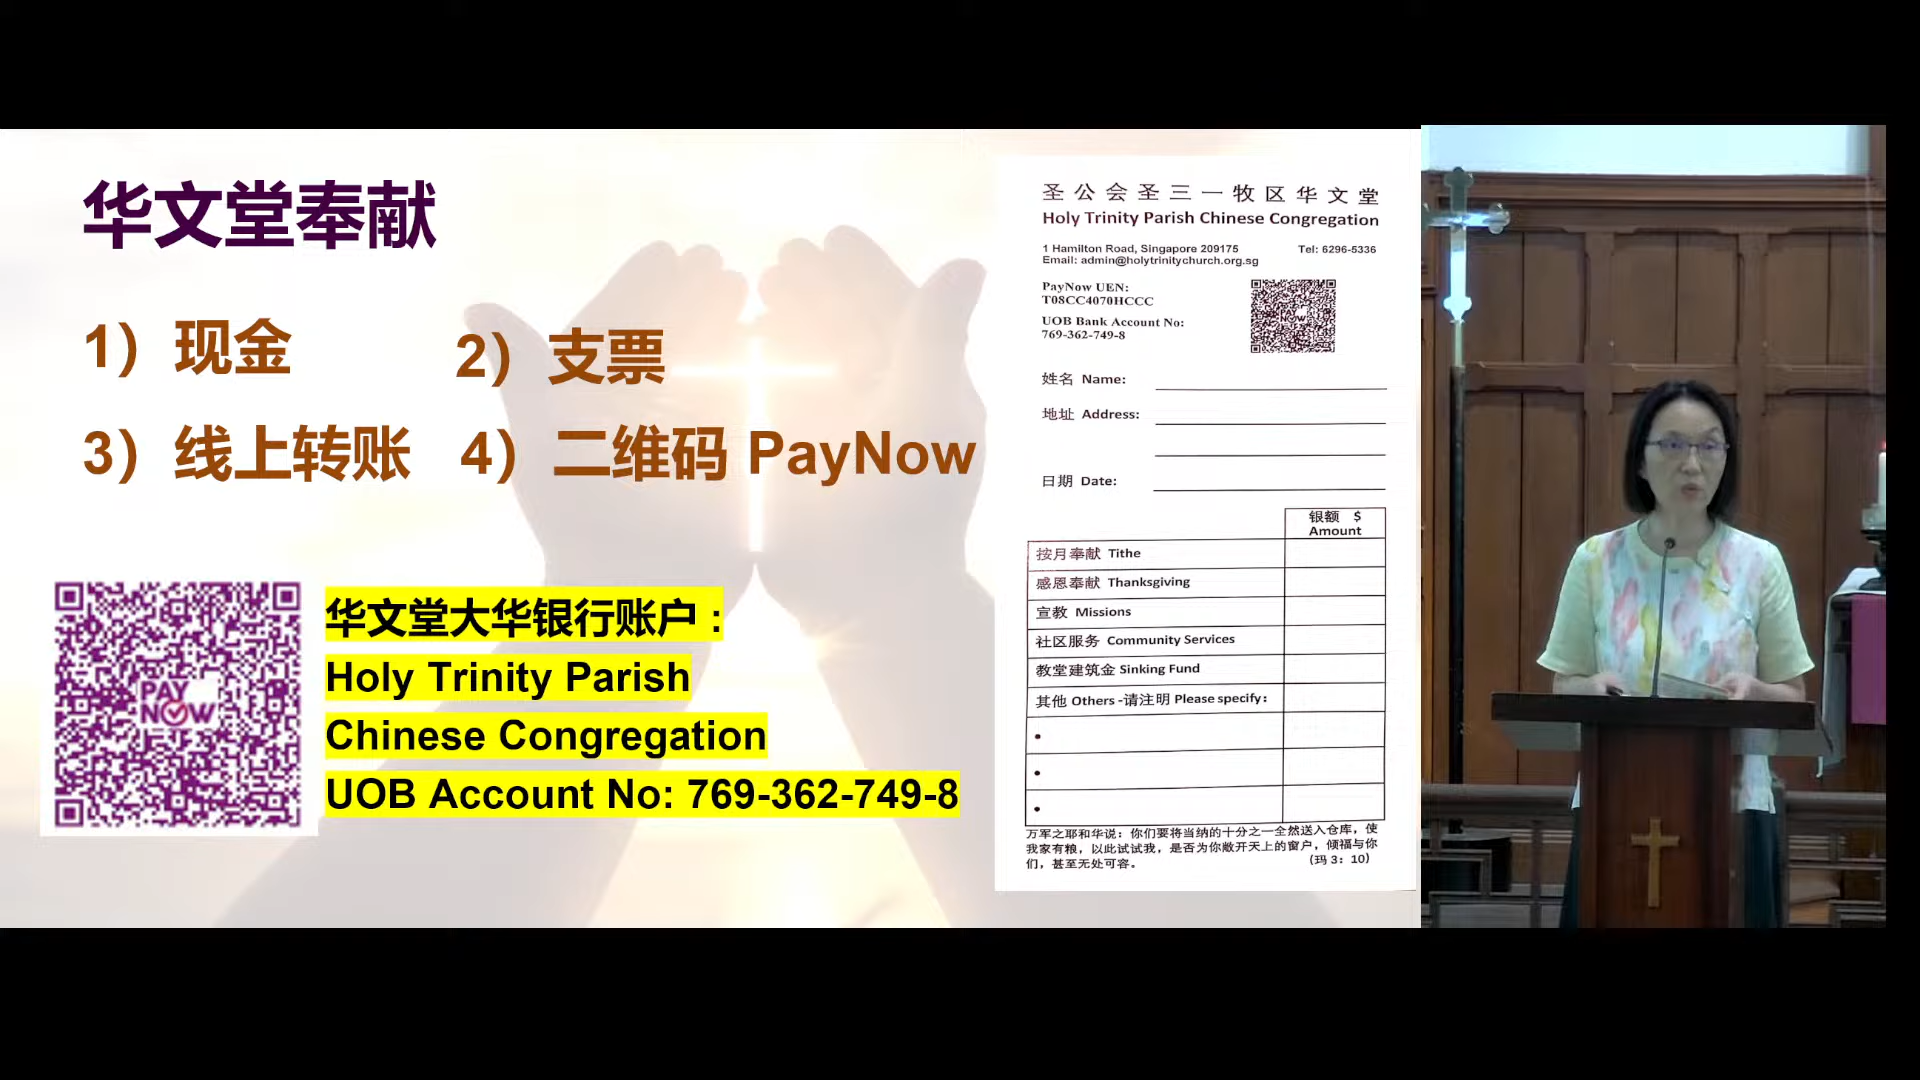 华文堂奉献
1）现金
2）支票
3）线上转账
4）二维码 PayNow
PAY
NOW
华文堂大华银行账户：
Holy Trinity Parish
Chinese Congregation
UOB Account No: 769-362-749-8
圣公会圣三一牧区华文堂
Holy Trinity Parish Chinese Congregation
1 Hamilton Road, Singapore 209175 Tel: 6296-5336
Email: admin@holytrinitychurch.org.sg
PayNow UEN:
T08CC4070HCCC
UOB Bank Account No:
769-362-749-8
姓名 Name:
地址 Address:
日期 Date:
银额 $
Amount
按月奉献 Tithe
感恩奉献 Thanksgiving
宣教 Missions
社区服务 Community Services
教堂建筑金 Sinking Fund
其他 Others -请注明 Please specify:
万军之耶和华说：你们要将当纳的十分之一全然送入仓库，使
我家有粮，以此试试我，是否为你敞开天上的窗户，倾福与你
们，甚至无处可容。 （玛 3：10）